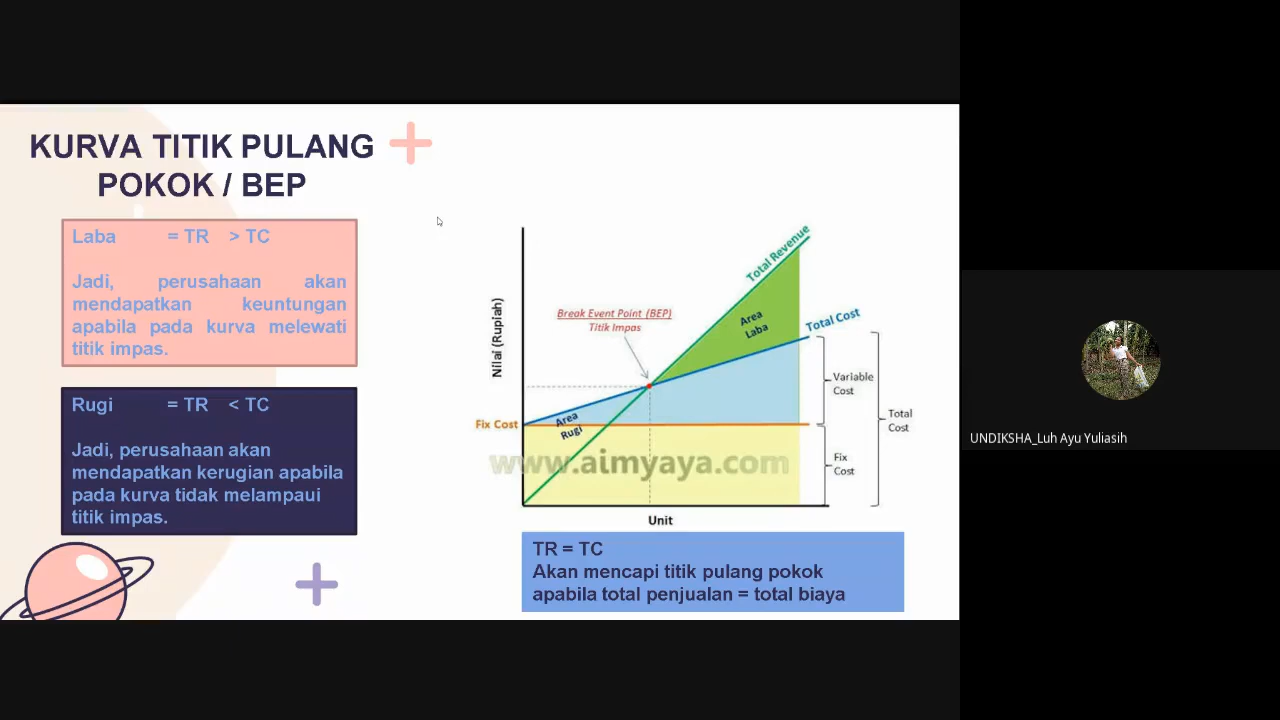 KURVA TITIK PULANG
POKOK / BEP
Laba = TR > TC
Jadi, perusahaan akan
mendapatkan keuntungan
apabila pada kurva melewati
titik impas.
Rugi = TR < TC
Jadi, perusahaan akan
mendapatkan kerugian apabila
pada kurva tidak melampaui
titik impas.
Nilai (Rupiah)
Break Event Point (BEP)
Titik Impas
Total Revenue
Area
Laba
Total Cost
Variable
Cost
Total
Cost
Fix Cost
Area
Rugi
Fix
Cost
www.aimyaya.com
Unit
TR = TC
Akan mencapi titik pulang pokok
apabila total penjualan = total biaya
UNDIKSHA_Luh Ayu Yuliasih